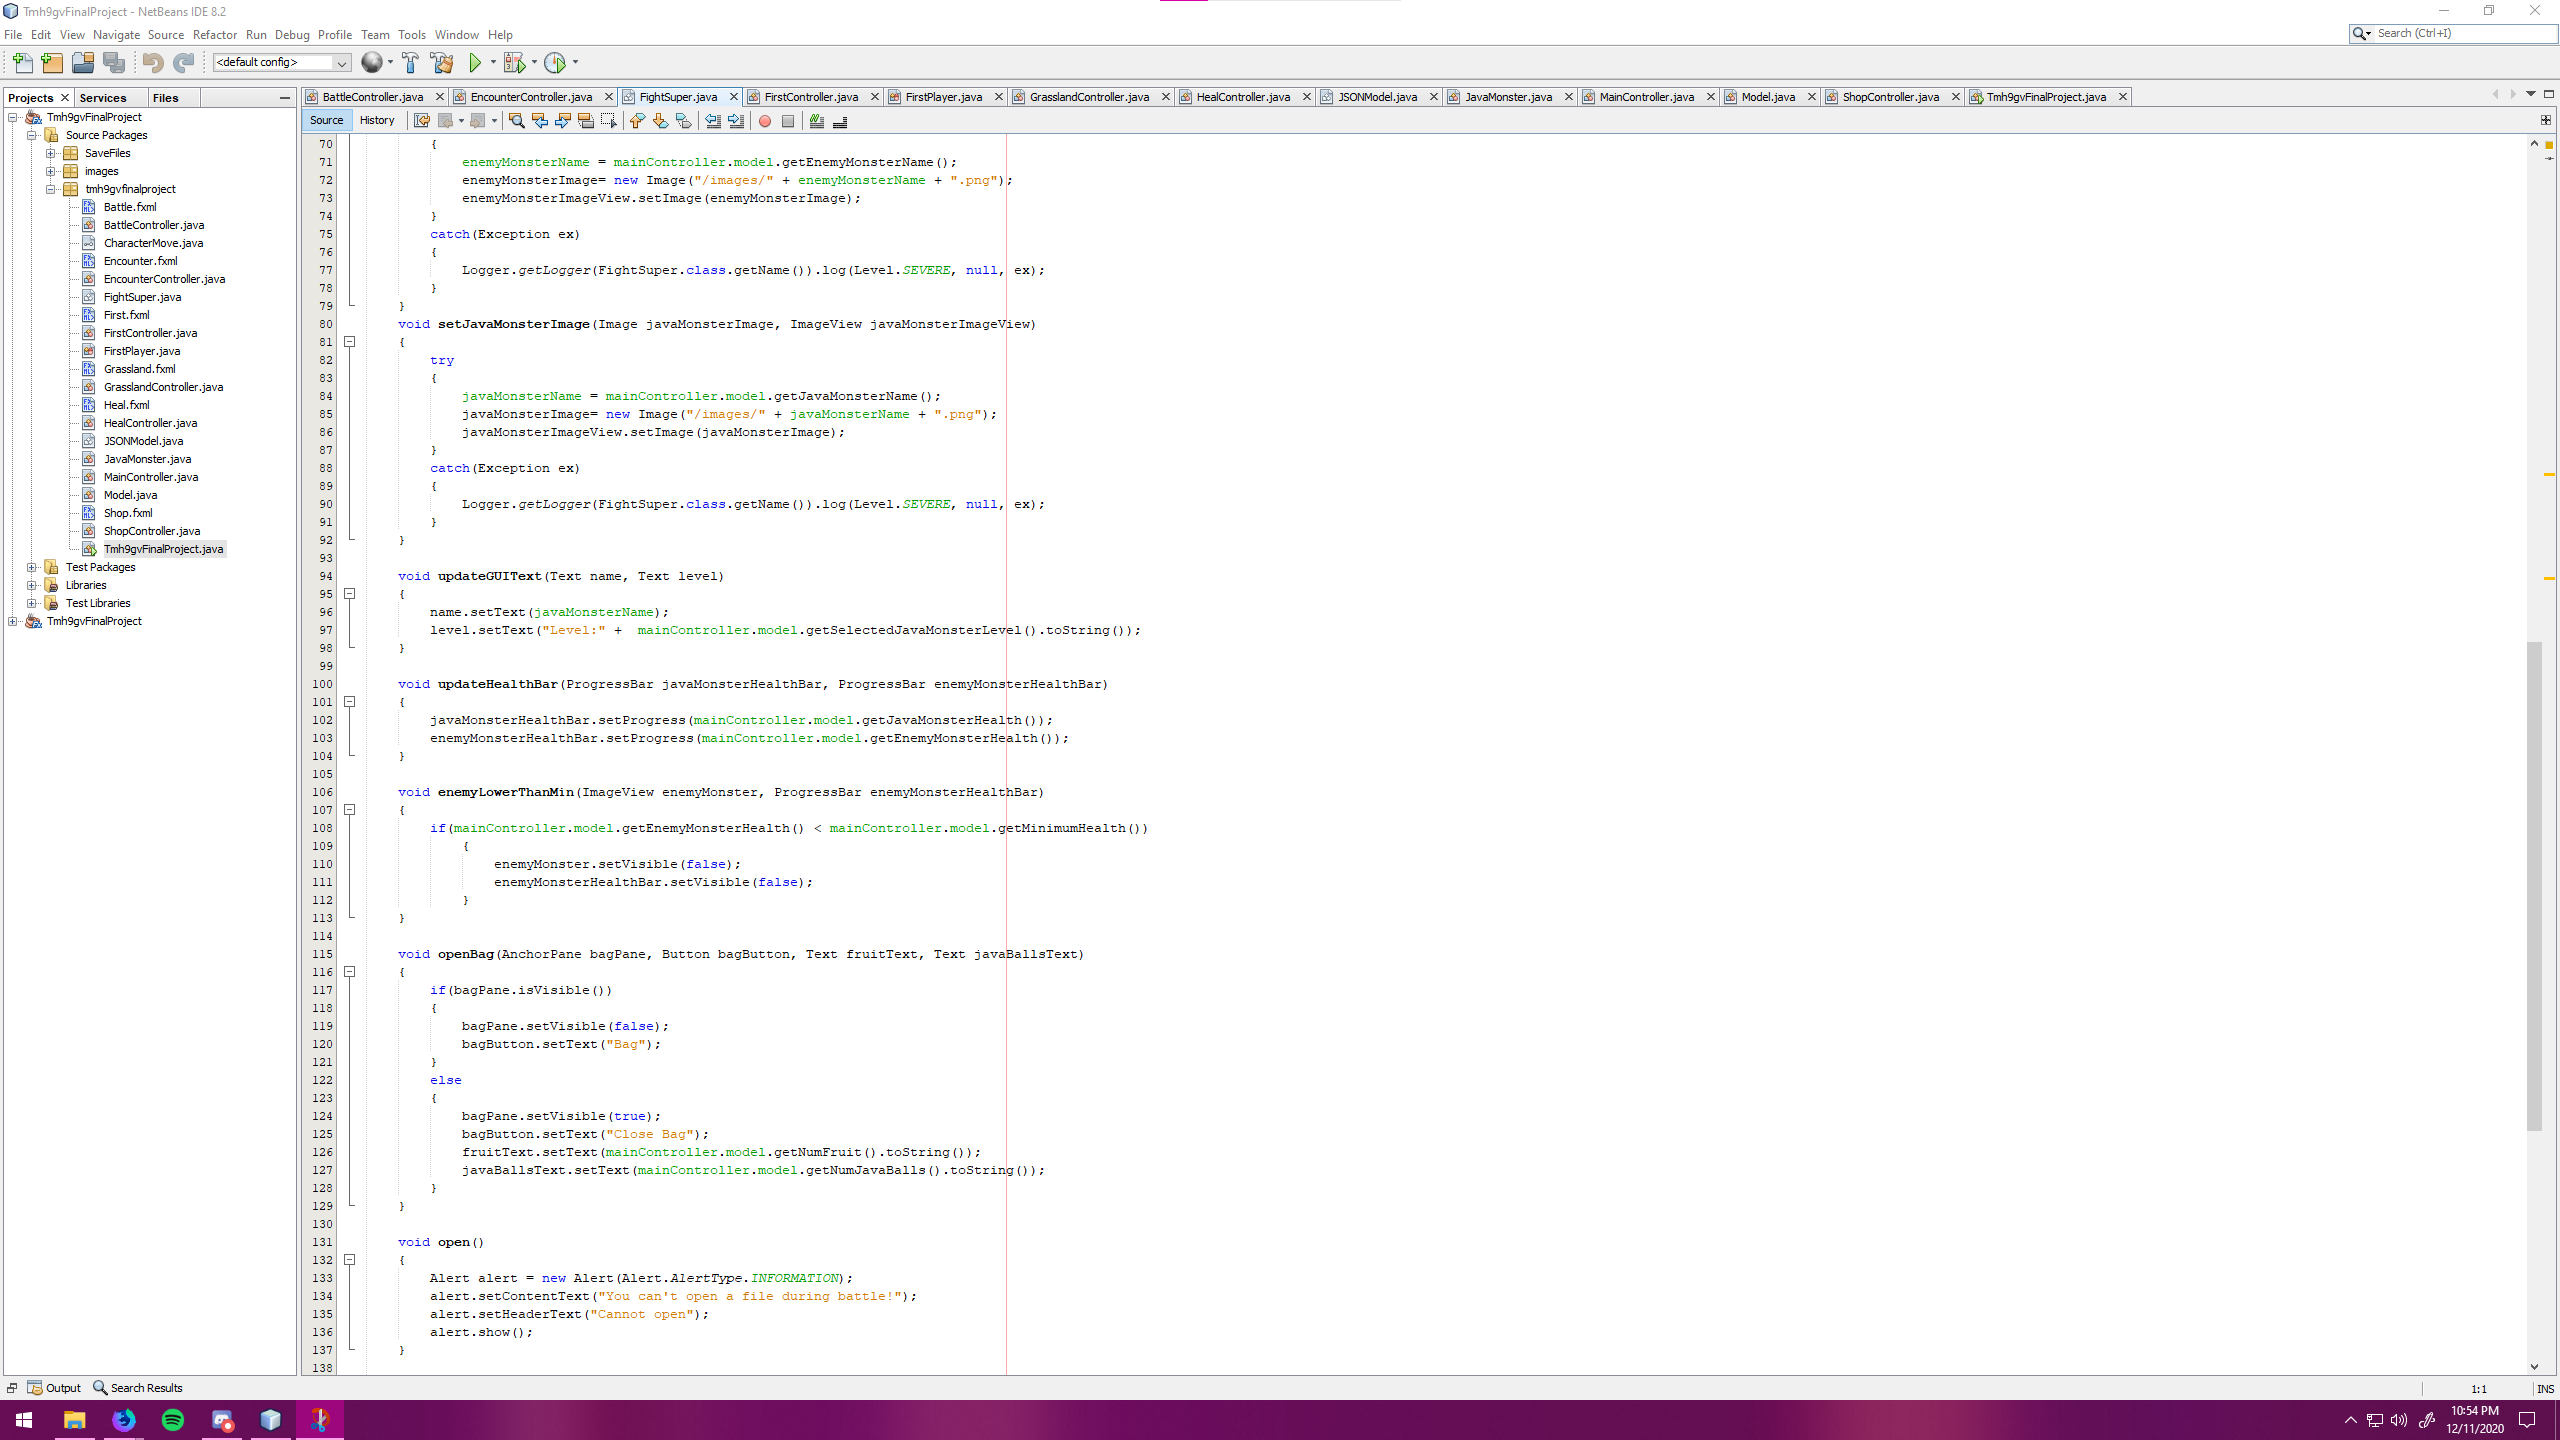 Tmh9gvFinalProject - NetBeans IDE 8.2
File Edit View Navigate Source Refactor Run Debug Profile Team Tools Window Help
Search (Ctrl+I)
<default config>
Projects Services Files
BattleController.java EncounterController.java FightSuper.java FirstController.java FirstPlayer.java GrasslandController.java HealController.java JSONModel.java JavaMonster.java MainController.java Model.java ShopController.java Tmh9gvFinalProject.java
Source History
Tmh9gvFinalProject
Source Packages
SaveFiles
images
tmh9gvfinalproject
Battle.fxml
BattleController.java
CharacterMove.java
Encounter.fxml
EncounterController.java
FightSuper.java
First.fxml
FirstController.java
FirstPlayer.java
Grassland.fxml
GrasslandController.java
Heal.fxml
HealController.java
JSONModel.java
JavaMonster.java
MainController.java
Model.java
Shop.fxml
ShopController.java
Tmh9gvFinalProject.java
Test Packages
Libraries
Test Libraries
Tmh9gvFinalProject
70 {
71 enemyMonsterName = mainController.model.getEnemyMonsterName();
72 enemyMonsterImage= new Image("/images/" + enemyMonsterName + ".png");
73 enemyMonsterImageView.setImage(enemyMonsterImage);
74 }
75 catch(Exception ex)
76 {
77 Logger.getLogger(FightSuper.class.getName()).log(Level.SEVERE, null, ex);
78 }
79 }
80 void setJavaMonsterImage(Image javaMonsterImage, ImageView javaMonsterImageView)
81 {
82 try
83 {
84 javaMonsterName = mainController.model.getJavaMonsterName();
85 javaMonsterImage= new Image("/images/" + javaMonsterName + ".png");
86 javaMonsterImageView.setImage(javaMonsterImage);
87 }
88 catch(Exception ex)
89 {
90 Logger.getLogger(FightSuper.class.getName()).log(Level.SEVERE, null, ex);
91 }
92 }
93
94 void updateGUIText(Text name, Text level)
95 {
96 name.setText(javaMonsterName);
97 level.setText("Level:" +  mainController.model.getSelectedJavaMonsterLevel().toString());
98 }
99
100 void updateHealthBar(ProgressBar javaMonsterHealthBar, ProgressBar enemyMonsterHealthBar)
101 {
102 javaMonsterHealthBar.setProgress(mainController.model.getJavaMonsterHealth());
103 enemyMonsterHealthBar.setProgress(mainController.model.getEnemyMonsterHealth());
104 }
105
106 void enemyLowerThanMin(ImageView enemyMonster, ProgressBar enemyMonsterHealthBar)
107 {
108 if(mainController.model.getEnemyMonsterHealth() < mainController.model.getMinimumHealth())
109 {
110 enemyMonster.setVisible(false);
111 enemyMonsterHealthBar.setVisible(false);
112 }
113 }
114
115 void openBag(AnchorPane bagPane, Button bagButton, Text fruitText, Text javaBallsText)
116 {
117 if(bagPane.isVisible())
118 {
119 bagPane.setVisible(false);
120 bagButton.setText("Bag");
121 }
122 else
123 {
124 bagPane.setVisible(true);
125 bagButton.setText("Close Bag");
126 fruitText.setText(mainController.model.getNumFruit().toString());
127 javaBallsText.setText(mainController.model.getNumJavaBalls().toString());
128 }
129 }
130
131 void open()
132 {
133 Alert alert = new Alert(Alert.AlertType.INFORMATION);
134 alert.setContentText("You can't open a file during battle!");
135 alert.setHeaderText("Cannot open");
136 alert.show();
137 }
138
Output Search Results
1:1 INS
10:54 PM
12/11/2020